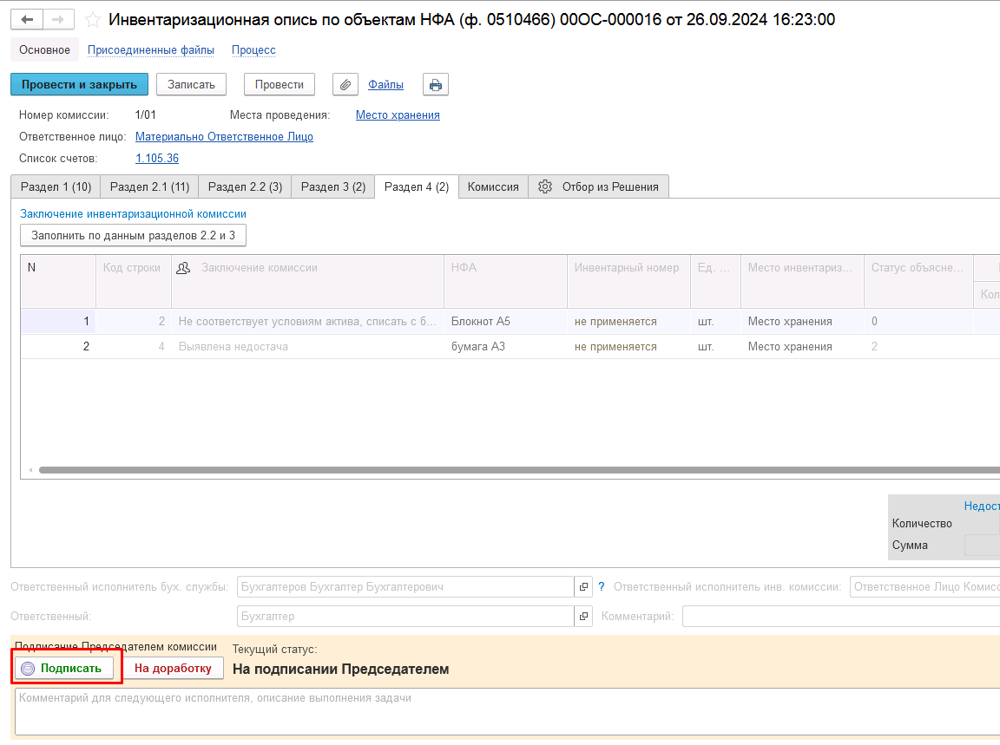 Инвентаризационная опись по объектам НФА (ф. 0510466) 00ОС-000016 от 26.09.2024 16:23:00
Основное Присоединенные файлы Процесс
Провести и закрыть Записать Провести Файлы
Номер комиссии: 1/01 Места проведения: Место хранения
Ответственное лицо: Материально Ответственное Лицо
Список счетов: 1.105.36
Раздел 1 (10) Раздел 2.1 (11) Раздел 2.2 (3) Раздел 3 (2) Раздел 4 (2) Комиссия Отбор из Решения
Заключение инвентаризационной комиссии
Заполнить по данным разделов 2.2 и 3
N Код строки Заключение комиссии НФА Инвентарный номер Ед. ... Место инвентариз... Статус объясне...
Кол
1 2 Не соответствует условиям актива, списать с б... Блокнот А5 не применяется шт. Место хранения 0
2 4 Выявлена недостача бумага А3 не применяется шт. Место хранения 2
Недост
Количество
Сумма
Ответственный исполнитель бух. службы: Бухгалтеров Бухгалтер Бухгалтерович ? Ответственный исполнитель инв. комиссии: Ответственное Лицо Комисс
Ответственный: Бухгалтер Комментарий:
Подписание Председателем комиссии Текущий статус:
Подписать На доработку На подписании Председателем
Комментарий для следующего исполнителя, описание выполнения задачи